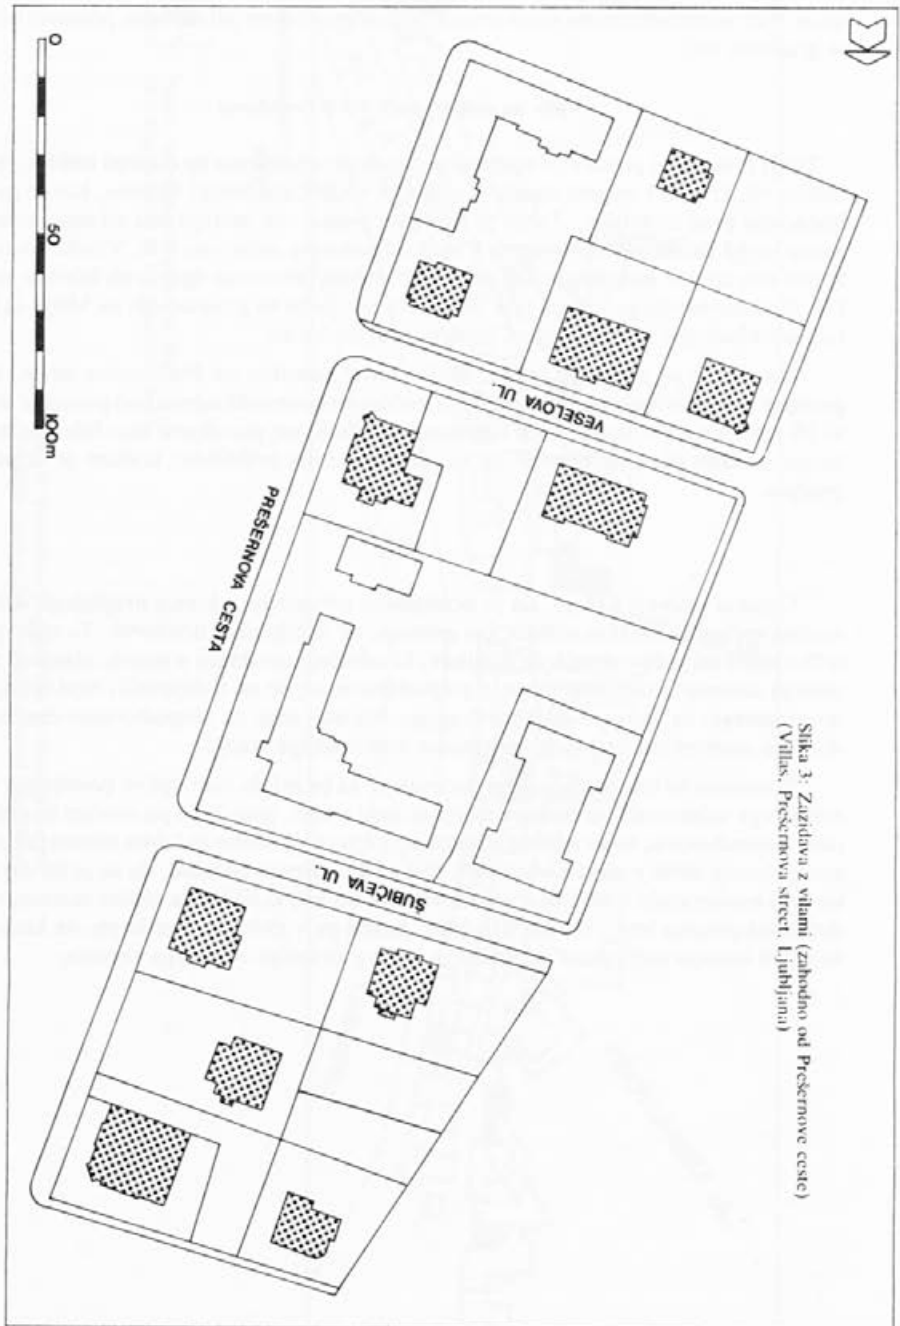 Slika 3: Zazidava z vilami (zahodno od Prešernove ceste)
(Villas, Prešernova street, Ljubljana)
VESELOVA UL.
PREŠERNOVA CESTA
ŠUBIČEVA UL.
0 50 100m